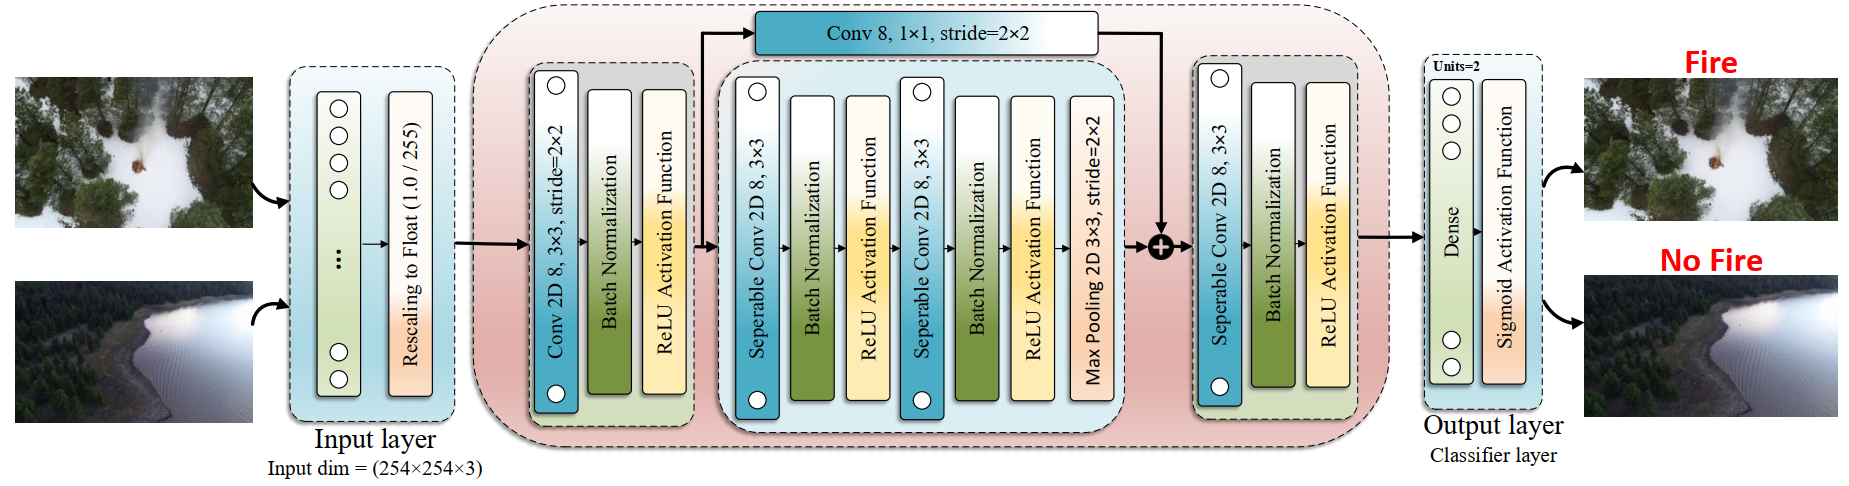 Conv 8, 1×1, stride=2×2
Rescaling to Float (1.0 / 255)
Conv 2D 8, 3×3, stride=2×2
Batch Normalization
ReLU Activation Function
Seperable Conv 2D 8, 3×3
Batch Normalization
ReLU Activation Function
Seperable Conv 2D 8, 3×3
Batch Normalization
ReLU Activation Function
Max Pooling 2D 3×3, stride=2×2
Seperable Conv 2D 8, 3×3
Batch Normalization
ReLU Activation Function
Units=2
Dense
Sigmoid Activation Function
Fire
No Fire
Input layer
Input dim = (254×254×3)
Output layer
Classifier layer